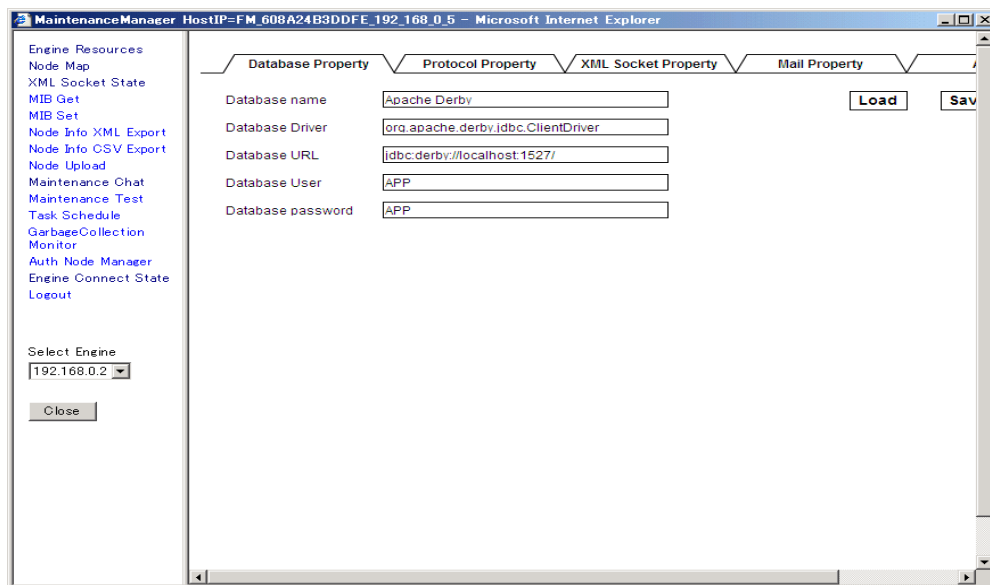 MaintenanceManager HostIP=FM_608A24B3DDFE_192_168_0_5 - Microsoft Internet Explorer
Engine Resources
Node Map
XML Socket State
MIB Get
MIB Set
Node Info XML Export
Node Info CSV Export
Node Upload
Maintenance Chat
Maintenance Test
Task Schedule
GarbageCollection
Monitor
Auth Node Manager
Engine Connect State
Logout
Select Engine
192.168.0.2
Close
Database Property Protocol Property XML Socket Property Mail Property
Database name Apache Derby Load Sav
Database Driver org.apache.derby.jdbc.ClientDriver
Database URL jdbc:derby://localhost:1527/
Database User APP
Database password APP